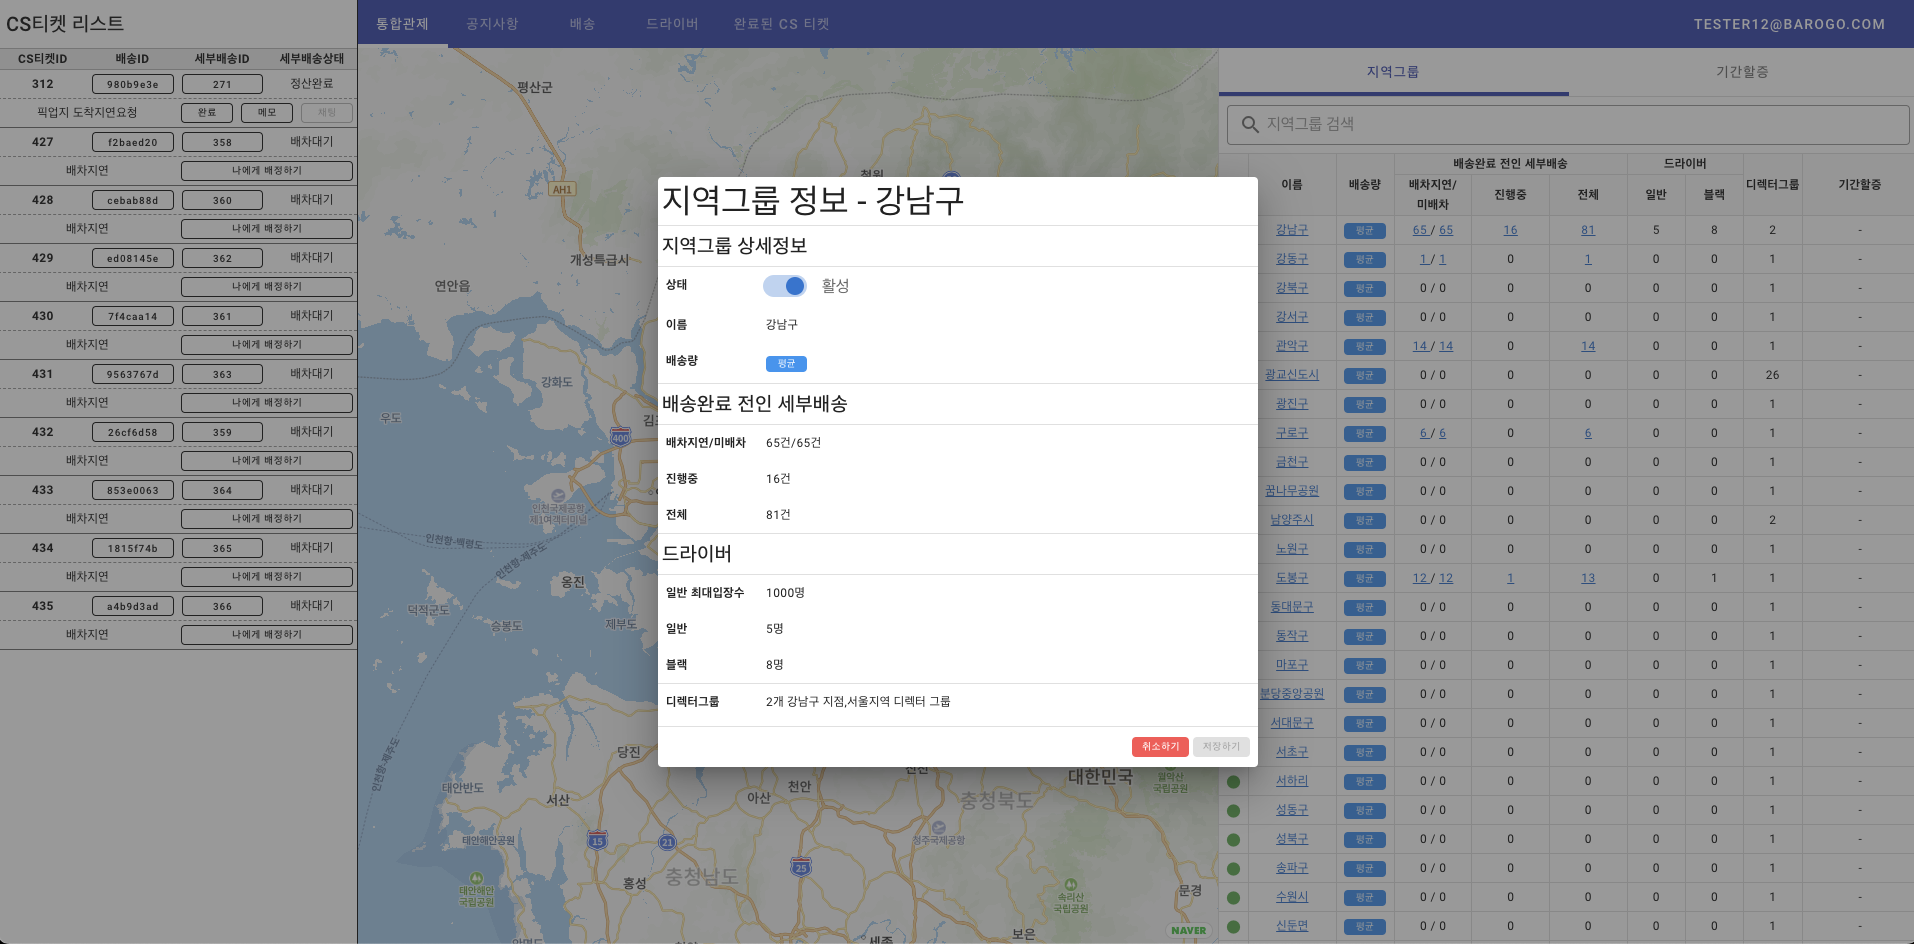 CS티켓 리스트
CS티켓ID 배송ID 세부배송ID 세부배송상태
312 980b9e3e 271 정산완료
픽업지 도착지연요청 완료 메모 채팅
427 f2baed20 358 배차대기
배차지연 나에게 배정하기
428 cebab88d 360 배차대기
배차지연 나에게 배정하기
429 ed08145e 362 배차대기
배차지연 나에게 배정하기
430 7f4caa14 361 배차대기
배차지연 나에게 배정하기
431 9563767d 363 배차대기
배차지연 나에게 배정하기
432 26cf6d58 359 배차대기
배차지연 나에게 배정하기
433 853e0063 364 배차대기
배차지연 나에게 배정하기
434 1815f74b 365 배차대기
배차지연 나에게 배정하기
435 a4b9d3ad 366 배차대기
배차지연 나에게 배정하기
통합관제 공지사항 배송 드라이버 완료된 CS 티켓 TESTER12@BAROGO.COM
평산군
철원
AH1
개성특급시
연안읍
강화도
우도
400
인천국제공항
제1여객터미널
인천항-백령도
인천항-제주도
옹진
덕적군도
승봉도
제부도
인천항-제주도
당진
태안반도
서산
아산
천안
대한민국
월악산
국립공원
충청북도
태안해안공원
15
21
25
청주국제공항
홍성
충청남도
태안해안
국립공원
속리산
국립공원
문경
보은
세종
NAVER
지역그룹 정보 - 강남구
지역그룹 상세정보
상태 활성
이름 강남구
배송량 평균
배송완료 전인 세부배송
배차지연/미배차 65건/65건
진행중 16건
전체 81건
드라이버
일반 최대입장수 1000명
일반 5명
블랙 8명
디렉터그룹 2개 강남구 지점,서울지역 디렉터 그룹
취소하기 저장하기
지역그룹 기간할증
지역그룹 검색
이름 배송량 배송완료 전인 세부배송 드라이버 디렉터그룹 기간할증
배차지연/미배차 진행중 전체 일반 블랙
강남구 평균 65 / 65 16 81 5 8 2 -
강동구 평균 1 / 1 0 1 0 0 1 -
강북구 평균 0 / 0 0 0 0 0 1 -
강서구 평균 0 / 0 0 0 0 0 1 -
관악구 평균 14 / 14 0 14 0 0 1 -
광교신도시 평균 0 / 0 0 0 0 0 26 -
광진구 평균 0 / 0 0 0 0 0 1 -
구로구 평균 6 / 6 0 6 0 0 1 -
금천구 평균 0 / 0 0 0 0 0 1 -
꿈나무공원 평균 0 / 0 0 0 0 0 1 -
남양주시 평균 0 / 0 0 0 0 0 2 -
노원구 평균 0 / 0 0 0 0 0 1 -
도봉구 평균 12 / 12 1 13 0 1 1 -
동대문구 평균 0 / 0 0 0 0 0 1 -
동작구 평균 0 / 0 0 0 0 0 1 -
마포구 평균 0 / 0 0 0 0 0 1 -
분당중앙공원 평균 0 / 0 0 0 0 0 1 -
서대문구 평균 0 / 0 0 0 0 0 1 -
서초구 평균 0 / 0 0 0 0 0 1 -
서하리 평균 0 / 0 0 0 0 0 1 -
성동구 평균 0 / 0 0 0 0 0 1 -
성북구 평균 0 / 0 0 0 0 0 1 -
송파구 평균 0 / 0 0 0 0 0 1 -
수원시 평균 0 / 0 0 0 0 0 1 -
신둔면 평균 0 / 0 0 0 0 0 1 -